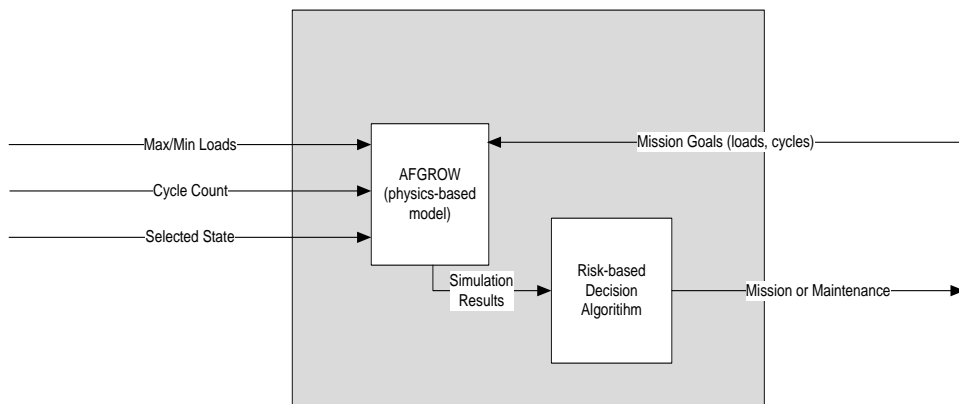 Max/Min Loads
Cycle Count
Selected State
AFGROW
(physics-based
model)
Mission Goals (loads, cycles)
Simulation
Results
Risk-based
Decision
Algorithm
Mission or Maintenance